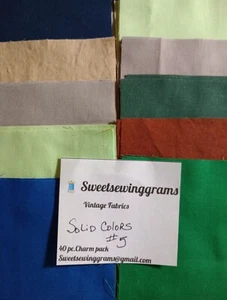 Sweetsewinggrams
Vintage Fabrics
SOLID COLORS
#5
40 pc.Charm pack
Sweetsewinggrams@gmail.com